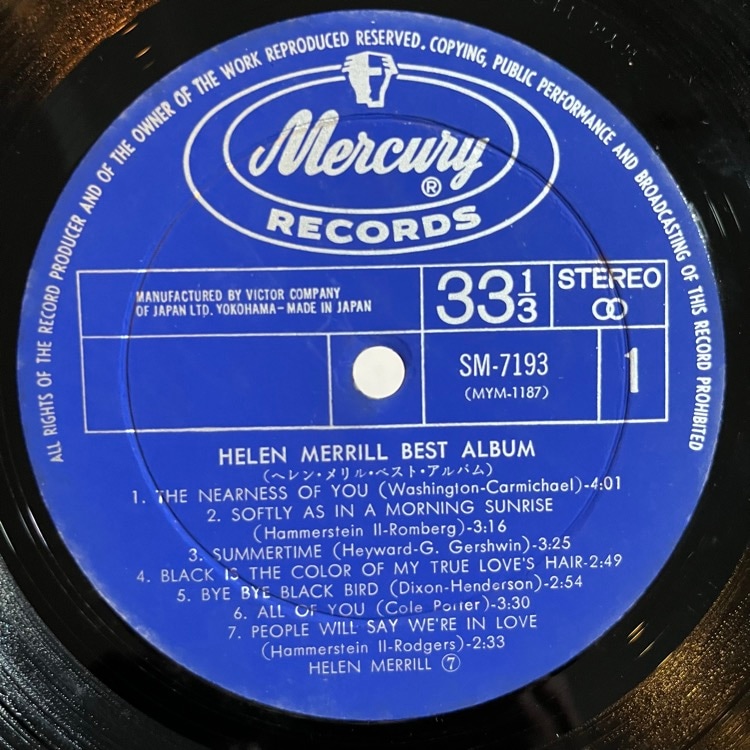 ALL RIGHTS OF THE RECORD PRODUCER AND OF THE OWNER OF THE WORK REPRODUCED RESERVED. COPYING, PUBLIC PERFORMANCE AND BROADCASTING OF THIS RECORD PROHIBITED
Mercury
®
RECORDS
MANUFACTURED BY VICTOR COMPANY
OF JAPAN LTD. YOKOHAMA-MADE IN JAPAN
33 1/3
STEREO
SM-7193
(MYM-1187)
1
HELEN MERRILL BEST ALBUM
(ヘレン・メリル・ベスト・アルバム)
1. THE NEARNESS OF YOU (Washington-Carmichael)-4:01
2. SOFTLY AS IN A MORNING SUNRISE
(Hammerstein II-Romberg)-3:16
3. SUMMERTIME (Heyward-G. Gershwin)-3:25
4. BLACK IS THE COLOR OF MY TRUE LOVE'S HAIR-2:49
5. BYE BYE BLACK BIRD (Dixon-Henderson)-2:54
6. ALL OF YOU (Cole Porter)-3:30
7. PEOPLE WILL SAY WE'RE IN LOVE
(Hammerstein II-Rodgers)-2:33
HELEN MERRILL ⑦